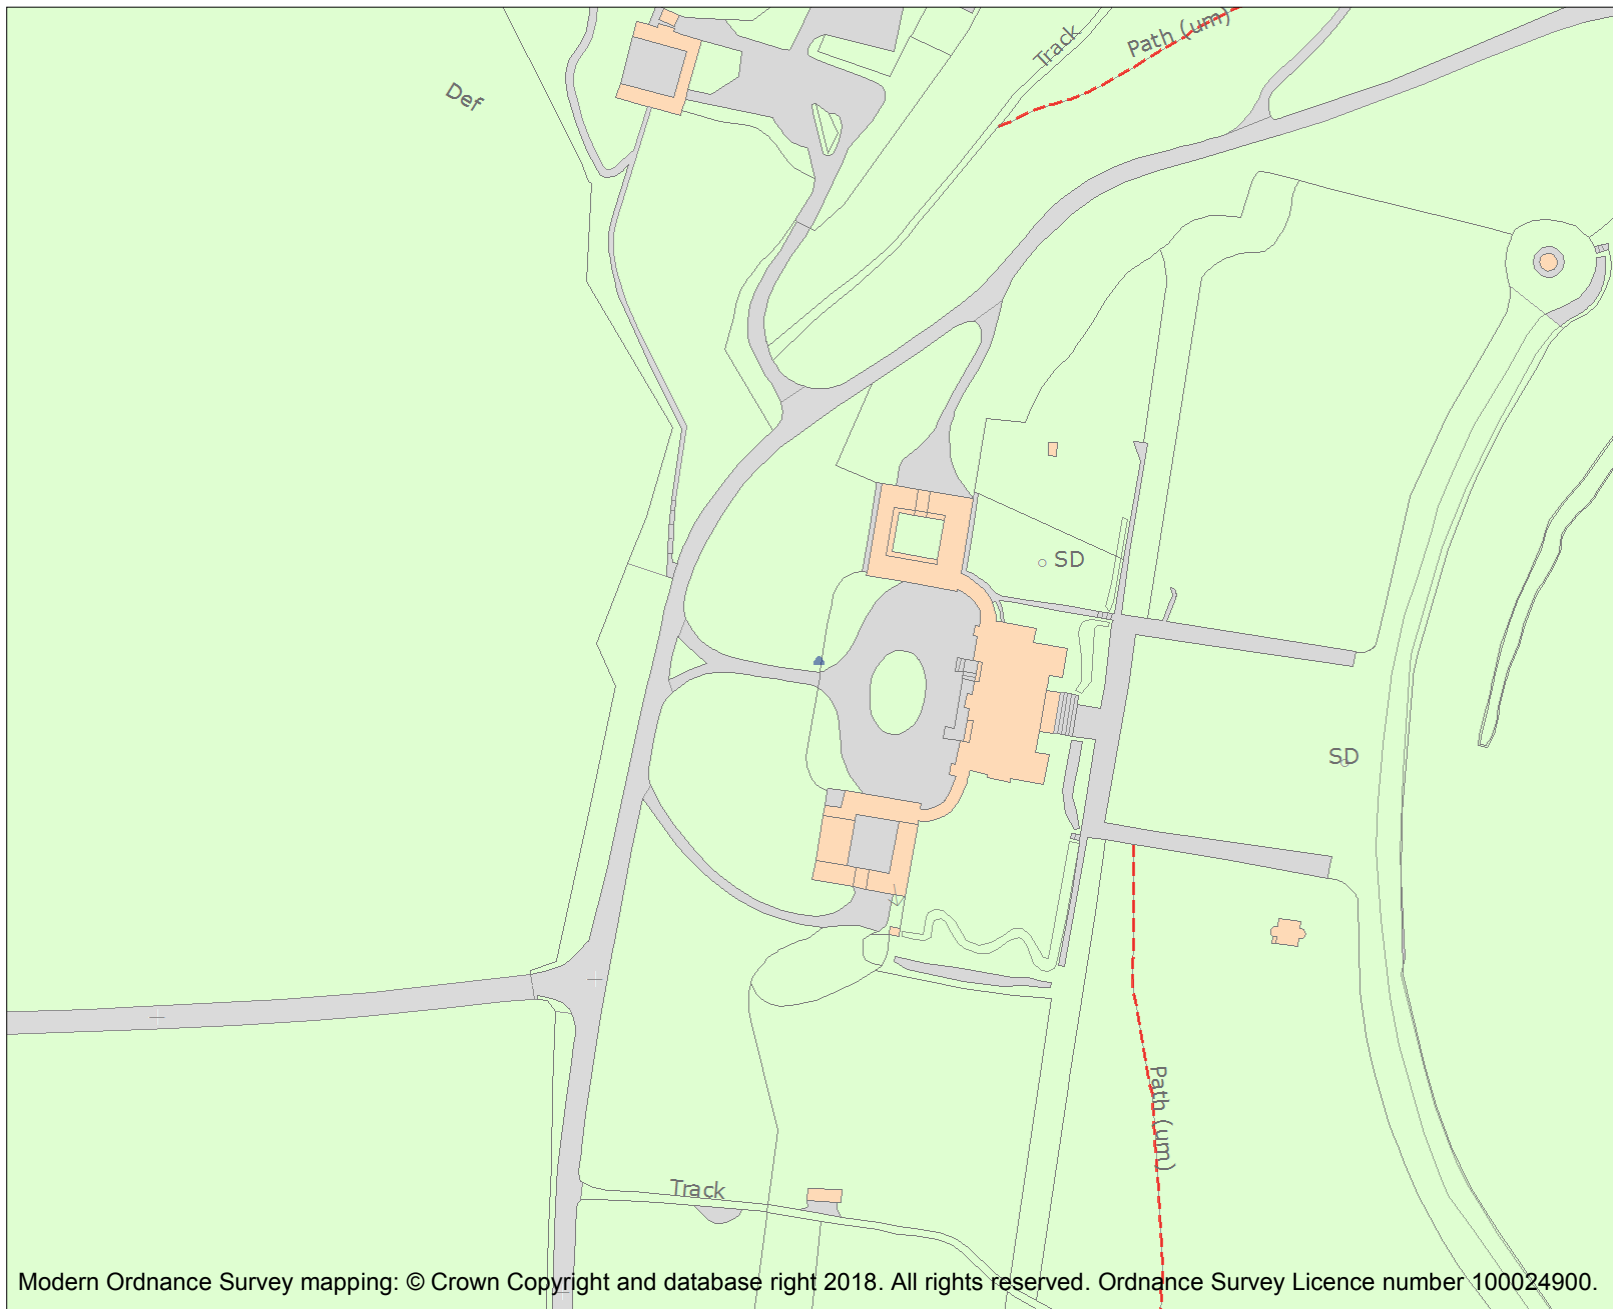 Path (um)
Track
Def
SD
SD
Path (um)
Track
Modern Ordnance Survey mapping: © Crown Copyright and database right 2018. All rights reserved. Ordnance Survey Licence number 100024900.